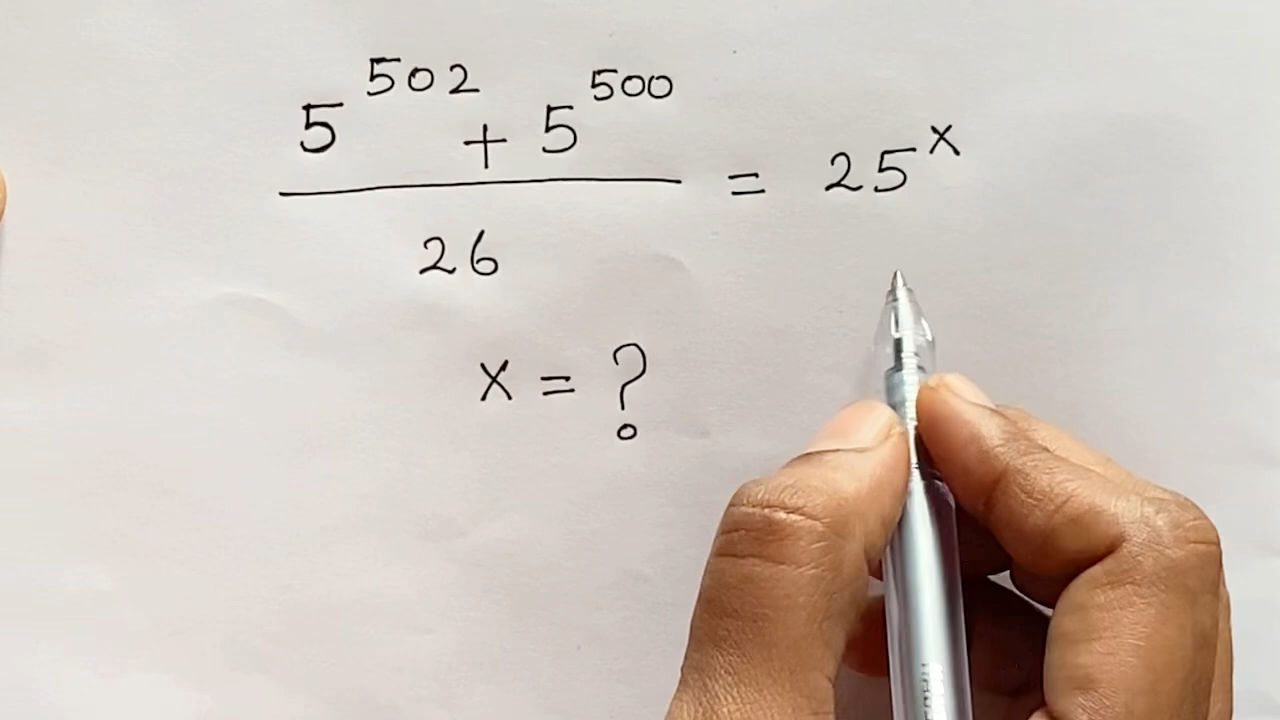 5^502 + 5^500 / 26 = 25^x
x = ?